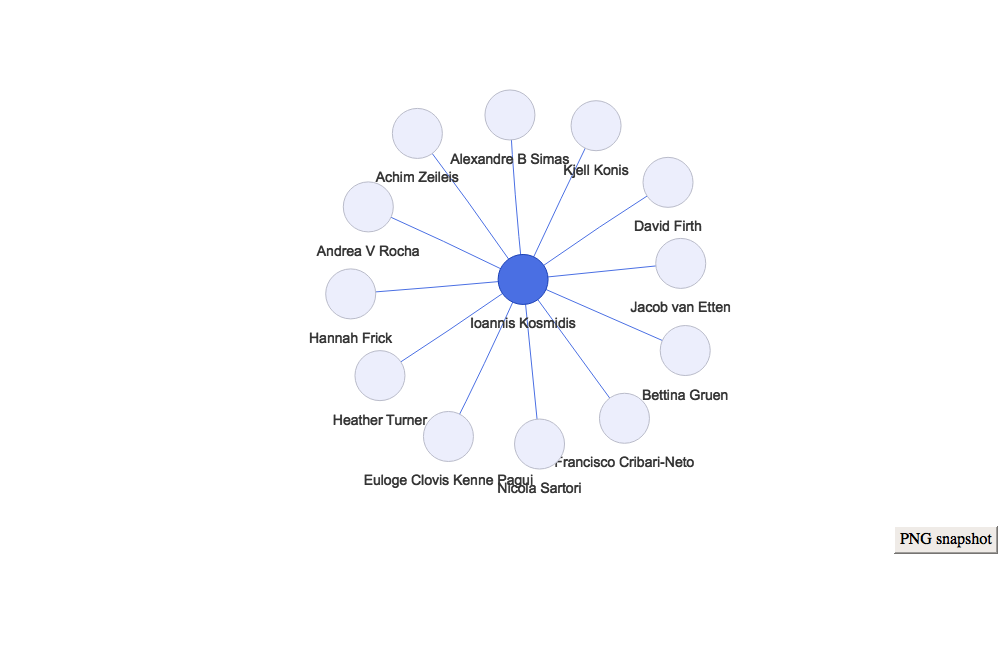 Alexandre B Simas
Kjell Konis
Achim Zeileis
David Firth
Andrea V Rocha
Jacob van Etten
Ioannis Kosmidis
Hannah Frick
Bettina Gruen
Heather Turner
Francisco Cribari-Neto
Euloge Clovis Kenne Pagui
Nicola Sartori
PNG snapshot